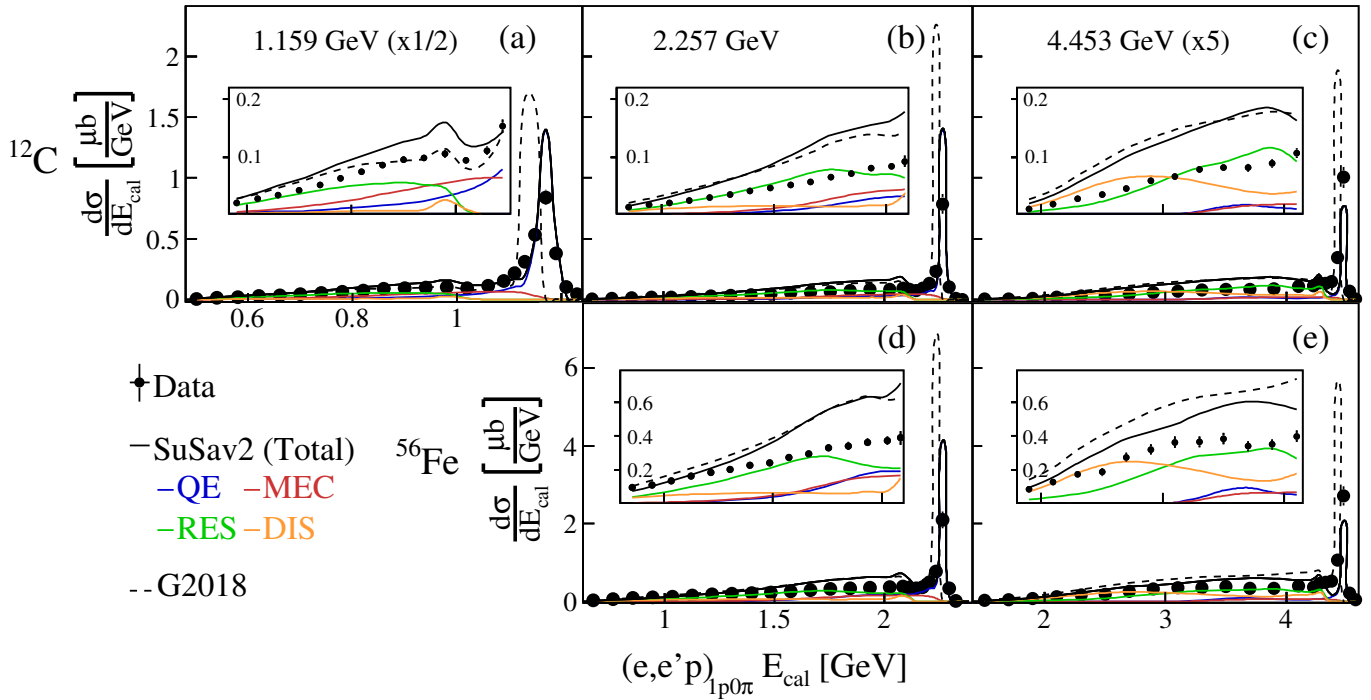 1.159 GeV (x1/2) (a)
2.257 GeV (b)
4.453 GeV (x5) (c)
¹²C dσ/dE_cal [μb/GeV]
2
1.5
1
0.5
0
0.2
0.1
0.2
0.1
0.2
0.1
0.6 0.8 1
(d)
(e)
⁵⁶Fe dσ/dE_cal [μb/GeV]
6
4
2
0
0.6
0.4
0.2
0.6
0.4
0.2
1 1.5 2
2 3 4
(e,e'p)_1p0π E_cal [GeV]
Data
SuSav2 (Total)
QE MEC
RES DIS
G2018